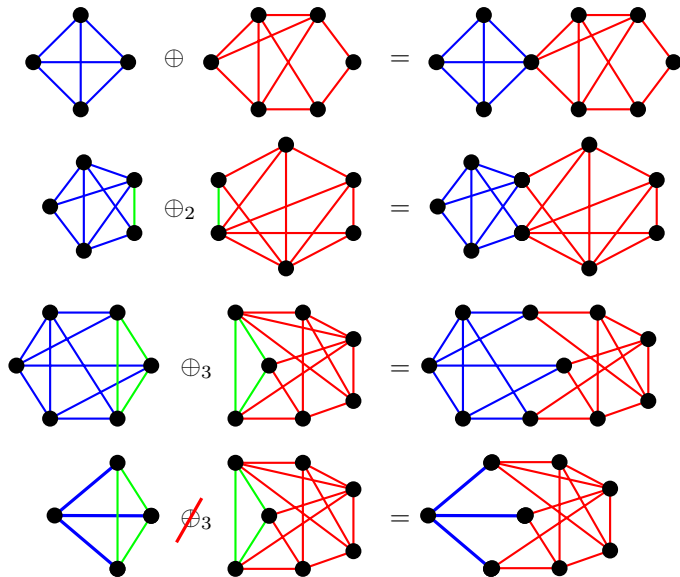 ⊕ =
⊕₂ =
⊕₃ =
⊕₃ =